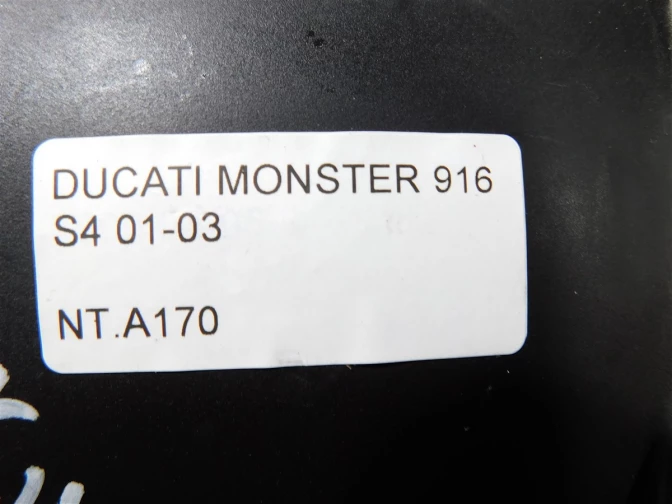 DUCATI MONSTER 916
S4 01-03
NT.A170